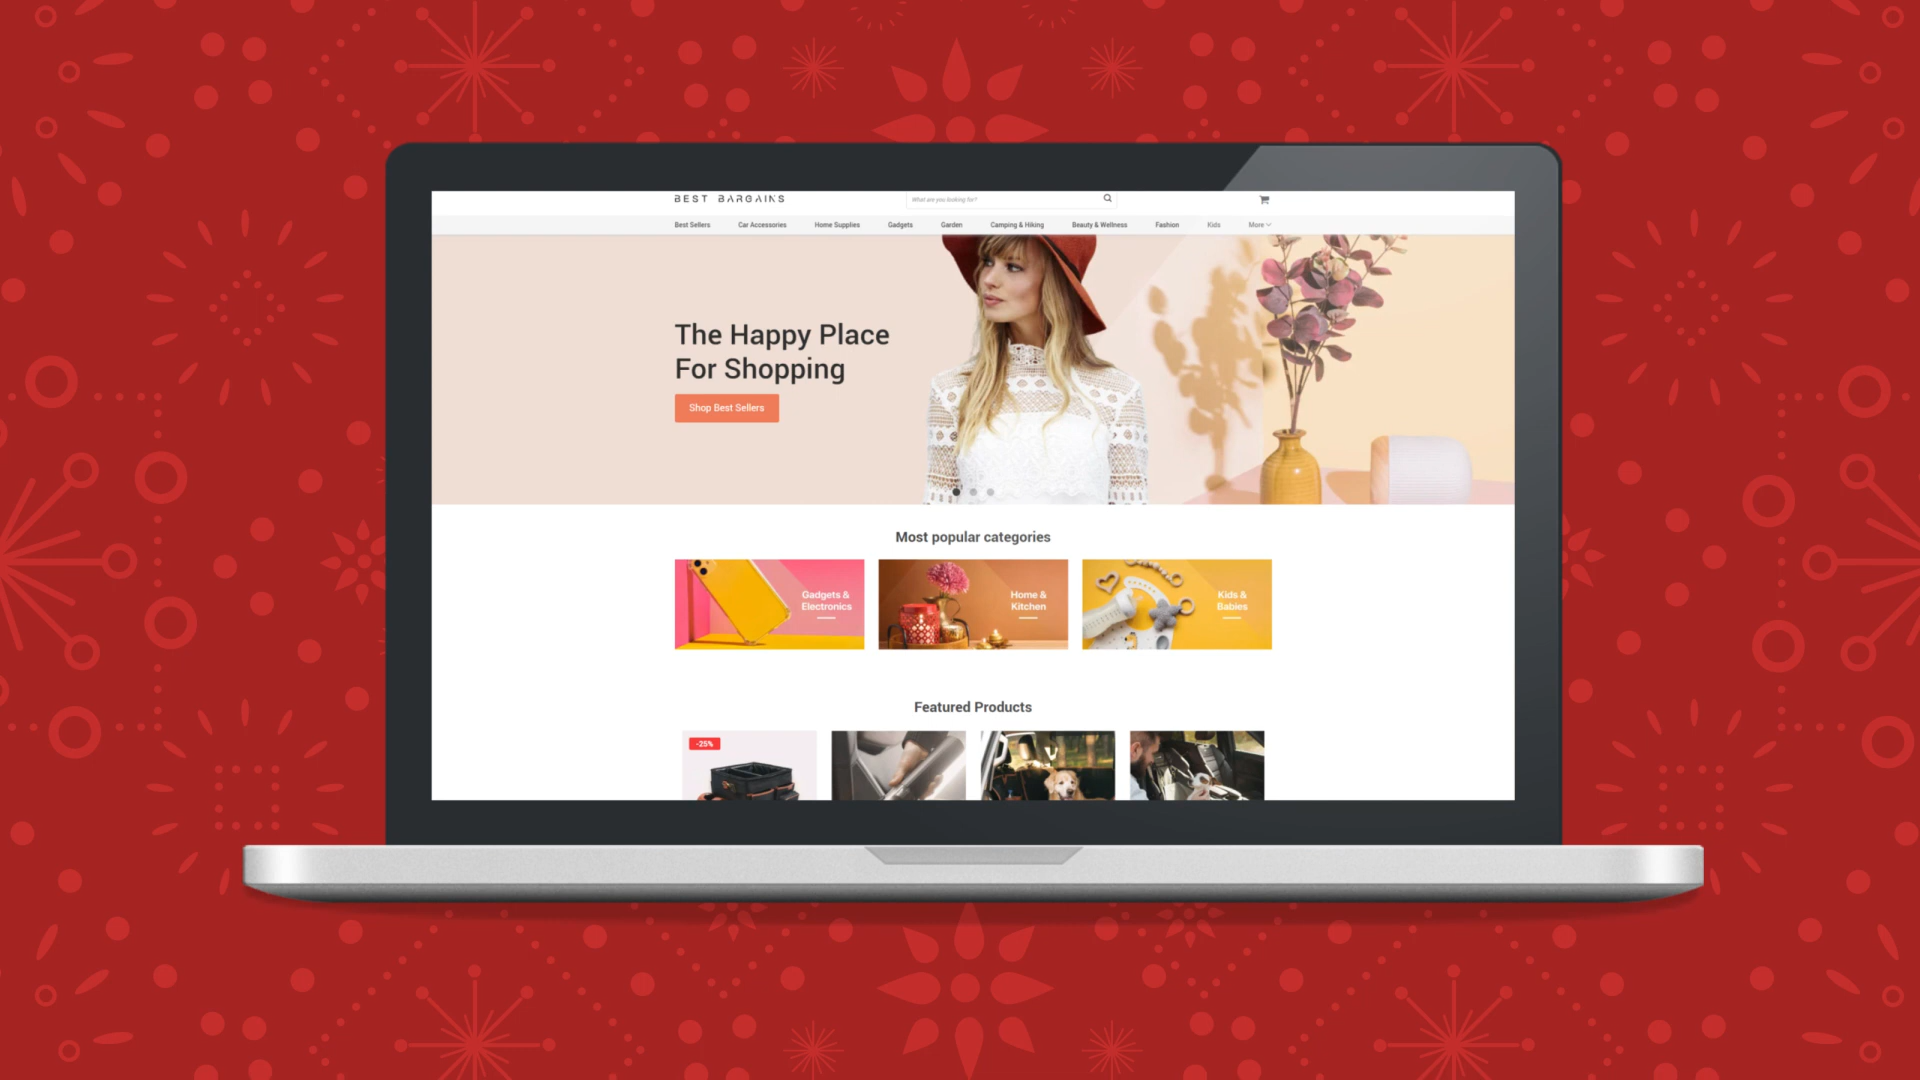 BEST BARGAINS
What are you looking for?
Best Sellers Car Accessories Home Supplies Gadgets Garden Camping & Hiking Beauty & Wellness Fashion Kids More
The Happy Place
For Shopping
Shop Best Sellers
Most popular categories
Gadgets &
Electronics
Home &
Kitchen
Kids &
Babies
Featured Products
-25%